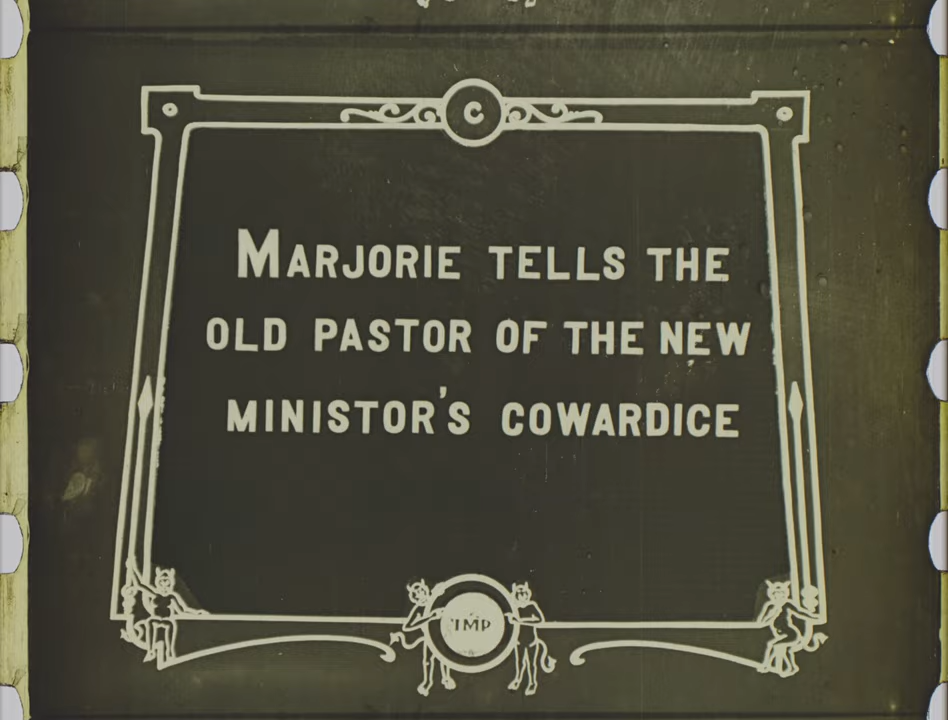 C
MARJORIE TELLS THE
OLD PASTOR OF THE NEW
MINISTOR'S COWARDICE
IMP